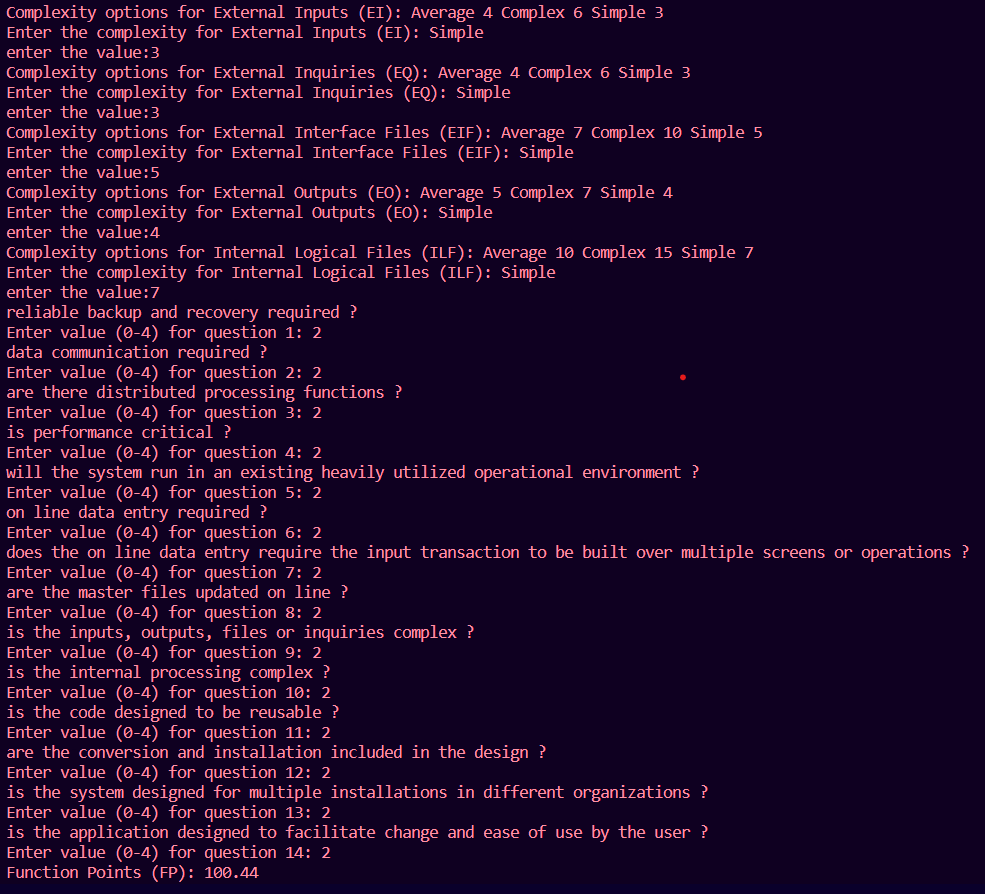 Complexity options for External Inputs (EI): Average 4 Complex 6 Simple 3
Enter the complexity for External Inputs (EI): Simple
enter the value:3
Complexity options for External Inquiries (EQ): Average 4 Complex 6 Simple 3
Enter the complexity for External Inquiries (EQ): Simple
enter the value:3
Complexity options for External Interface Files (EIF): Average 7 Complex 10 Simple 5
Enter the complexity for External Interface Files (EIF): Simple
enter the value:5
Complexity options for External Outputs (EO): Average 5 Complex 7 Simple 4
Enter the complexity for External Outputs (EO): Simple
enter the value:4
Complexity options for Internal Logical Files (ILF): Average 10 Complex 15 Simple 7
Enter the complexity for Internal Logical Files (ILF): Simple
enter the value:7
reliable backup and recovery required ?
Enter value (0-4) for question 1: 2
data communication required ?
Enter value (0-4) for question 2: 2
are there distributed processing functions ?
Enter value (0-4) for question 3: 2
is performance critical ?
Enter value (0-4) for question 4: 2
will the system run in an existing heavily utilized operational environment ?
Enter value (0-4) for question 5: 2
on line data entry required ?
Enter value (0-4) for question 6: 2
does the on line data entry require the input transaction to be built over multiple screens or operations ?
Enter value (0-4) for question 7: 2
are the master files updated on line ?
Enter value (0-4) for question 8: 2
is the inputs, outputs, files or inquiries complex ?
Enter value (0-4) for question 9: 2
is the internal processing complex ?
Enter value (0-4) for question 10: 2
is the code designed to be reusable ?
Enter value (0-4) for question 11: 2
are the conversion and installation included in the design ?
Enter value (0-4) for question 12: 2
is the system designed for multiple installations in different organizations ?
Enter value (0-4) for question 13: 2
is the application designed to facilitate change and ease of use by the user ?
Enter value (0-4) for question 14: 2
Function Points (FP): 100.44